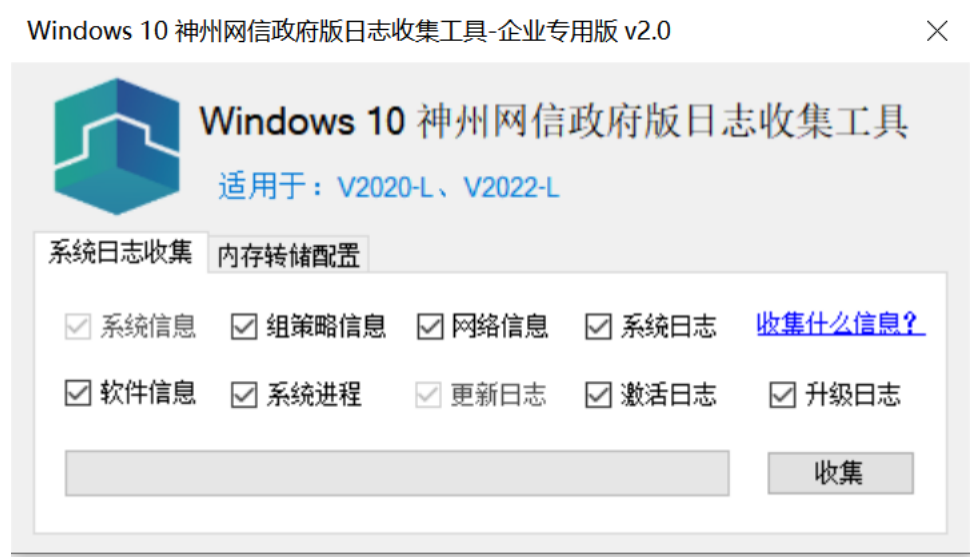 Windows 10 神州网信政府版日志收集工具-企业专用版 v2.0
Windows 10 神州网信政府版日志收集工具
适用于：V2020-L、V2022-L
系统日志收集 内存转储配置
系统信息 组策略信息 网络信息 系统日志 收集什么信息?
软件信息 系统进程 更新日志 激活日志 升级日志
收集